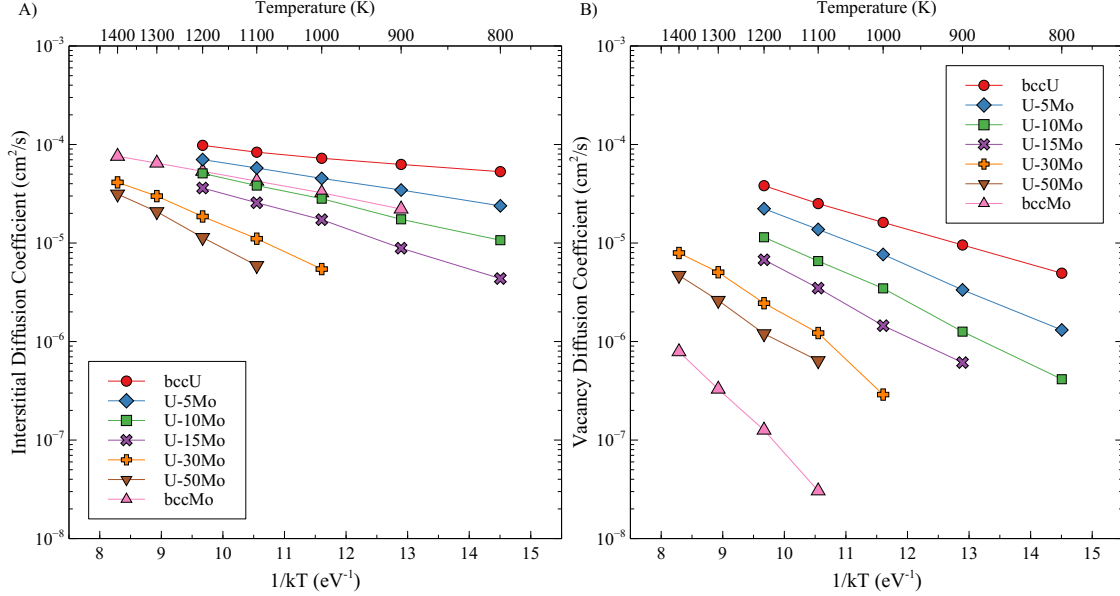 A)
Temperature (K)
1400 1300 1200 1100 1000 900 800
10⁻³
10⁻⁴
10⁻⁵
10⁻⁶
10⁻⁷
10⁻⁸
Interstitial Diffusion Coefficient (cm²/s)
bccU
U-5Mo
U-10Mo
U-15Mo
U-30Mo
U-50Mo
bccMo
8 9 10 11 12 13 14 15
1/kT (eV⁻¹)
B)
Temperature (K)
1400 1300 1200 1100 1000 900 800
10⁻³
10⁻⁴
10⁻⁵
10⁻⁶
10⁻⁷
10⁻⁸
Vacancy Diffusion Coefficient (cm²/s)
bccU
U-5Mo
U-10Mo
U-15Mo
U-30Mo
U-50Mo
bccMo
8 9 10 11 12 13 14 15
1/kT (eV⁻¹)